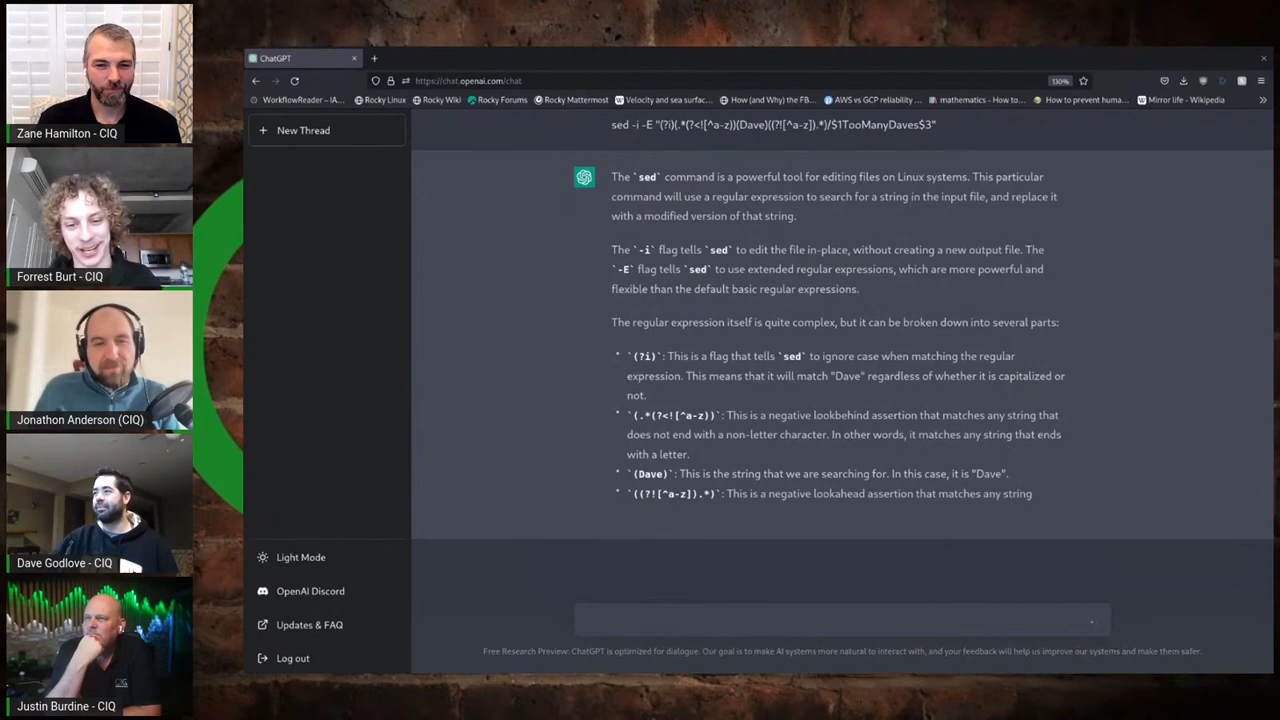 Zane Hamilton - CIQ
Forrest Burt - CIQ
Jonathon Anderson (CIQ)
Dave Godlove - CIQ
Justin Burdine - CIQ
ChatGPT
https://chat.openai.com/chat
130%
WorkflowReader – IA...
Rocky Linux
Rocky Wiki
Rocky Forums
Rocky Mattermost
Velocity and sea surfac...
How (and Why) the FB...
AWS vs GCP reliability ...
mathematics - How to...
How to prevent human...
Mirror life - Wikipedia
New Thread
Light Mode
OpenAI Discord
Updates & FAQ
Log out
sed -i -E "(?i)(.*(?<![^a-z))(Dave)((?![^a-z]).*)/$1TooManyDaves$3"
The `sed` command is a powerful tool for editing files on Linux systems. This particular
command will use a regular expression to search for a string in the input file, and replace it
with a modified version of that string.
The `-i` flag tells `sed` to edit the file in-place, without creating a new output file. The
`-E` flag tells `sed` to use extended regular expressions, which are more powerful and
flexible than the default basic regular expressions.
The regular expression itself is quite complex, but it can be broken down into several parts:
• `(?i)`: This is a flag that tells `sed` to ignore case when matching the regular
expression. This means that it will match "Dave" regardless of whether it is capitalized or
not.
• `(.*(?<![^a-z))`: This is a negative lookbehind assertion that matches any string that
does not end with a non-letter character. In other words, it matches any string that ends
with a letter.
• `(Dave)`: This is the string that we are searching for. In this case, it is "Dave".
• `((?![^a-z]).*)`: This is a negative lookahead assertion that matches any string
Free Research Preview: ChatGPT is optimized for dialogue. Our goal is to make AI systems more natural to interact with, and your feedback will help us improve our systems and make them safer.